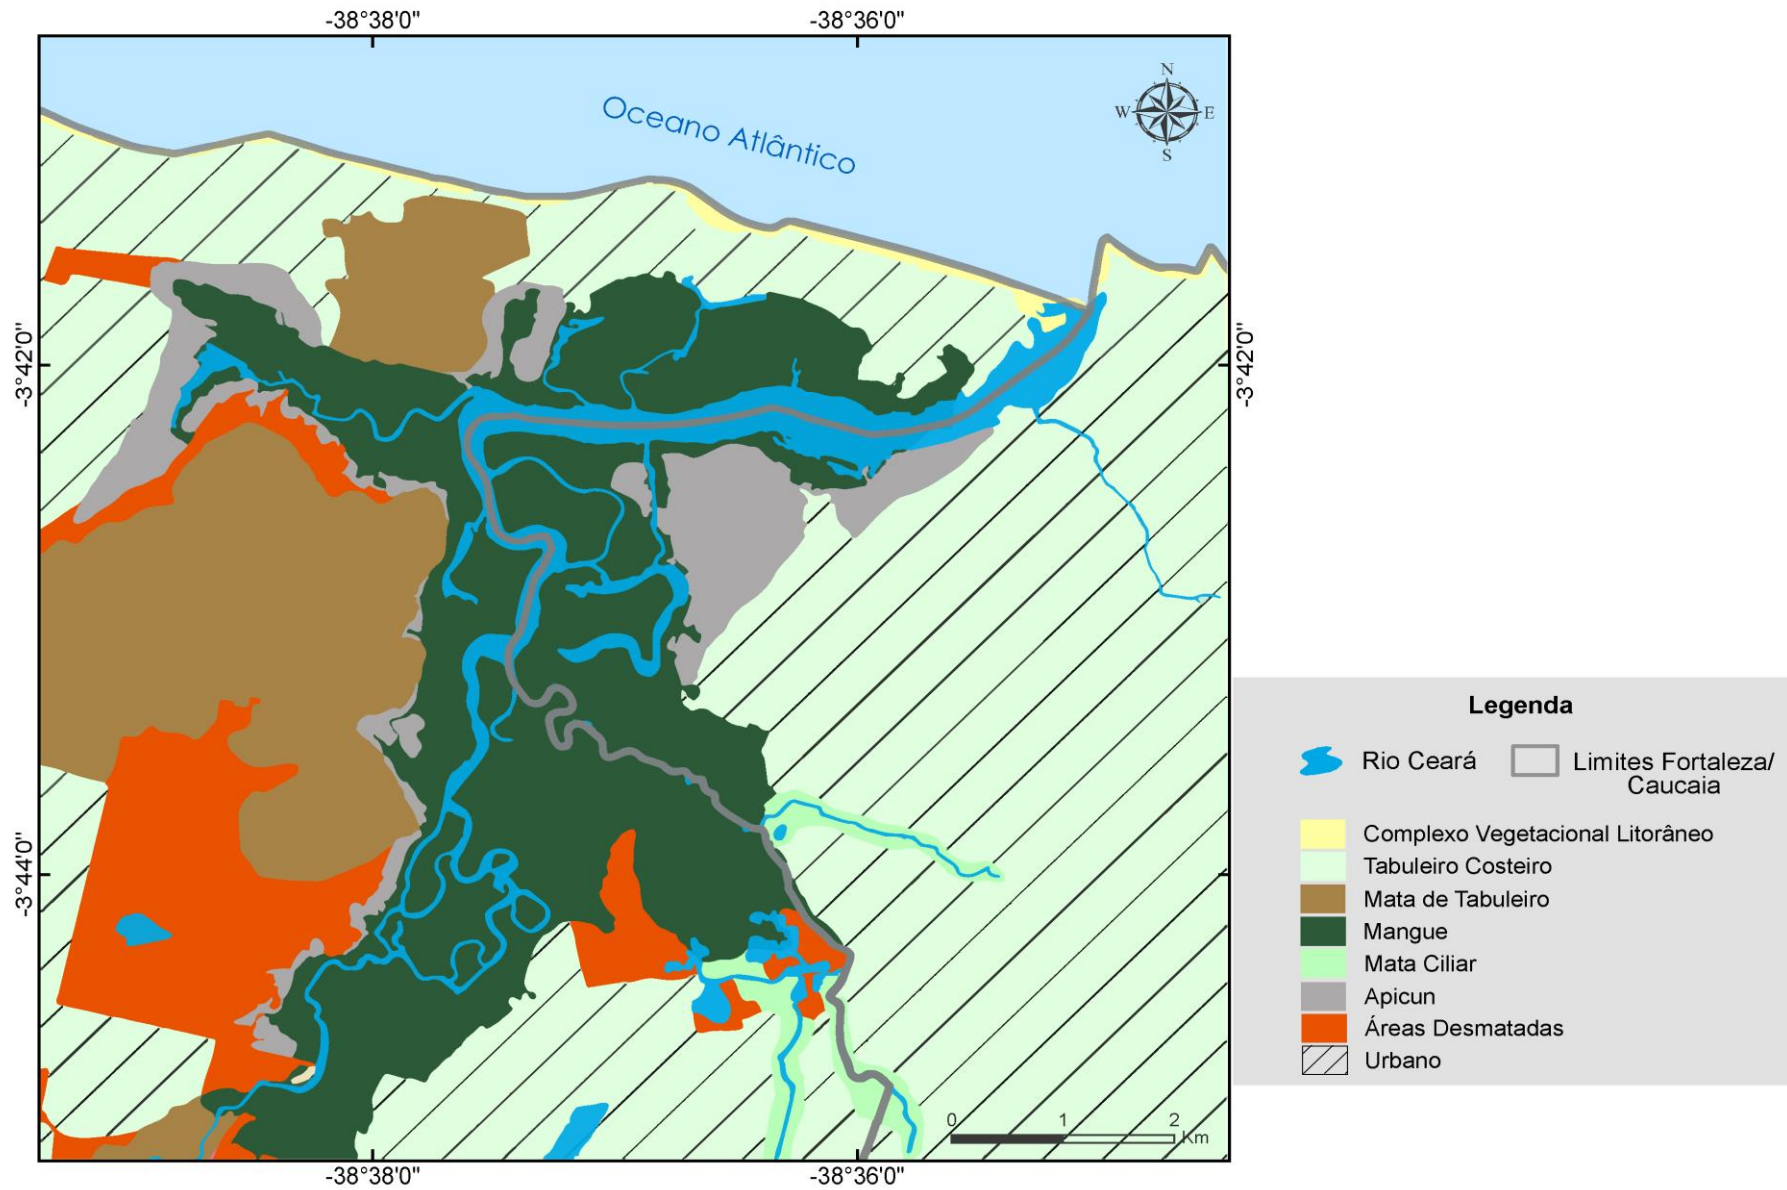 -38°38'0"
-38°36'0"
N
W
E
S
Oceano Atlântico
-3°42'0"
-3°42'0"
-3°44'0"
Legenda
Rio Ceará
Limites Fortaleza/
Caucaia
Complexo Vegetacional Litorâneo
Tabuleiro Costeiro
Mata de Tabuleiro
Mangue
Mata Ciliar
Apicun
Áreas Desmatadas
Urbano
0
1
2
Km
-38°38'0"
-38°36'0"